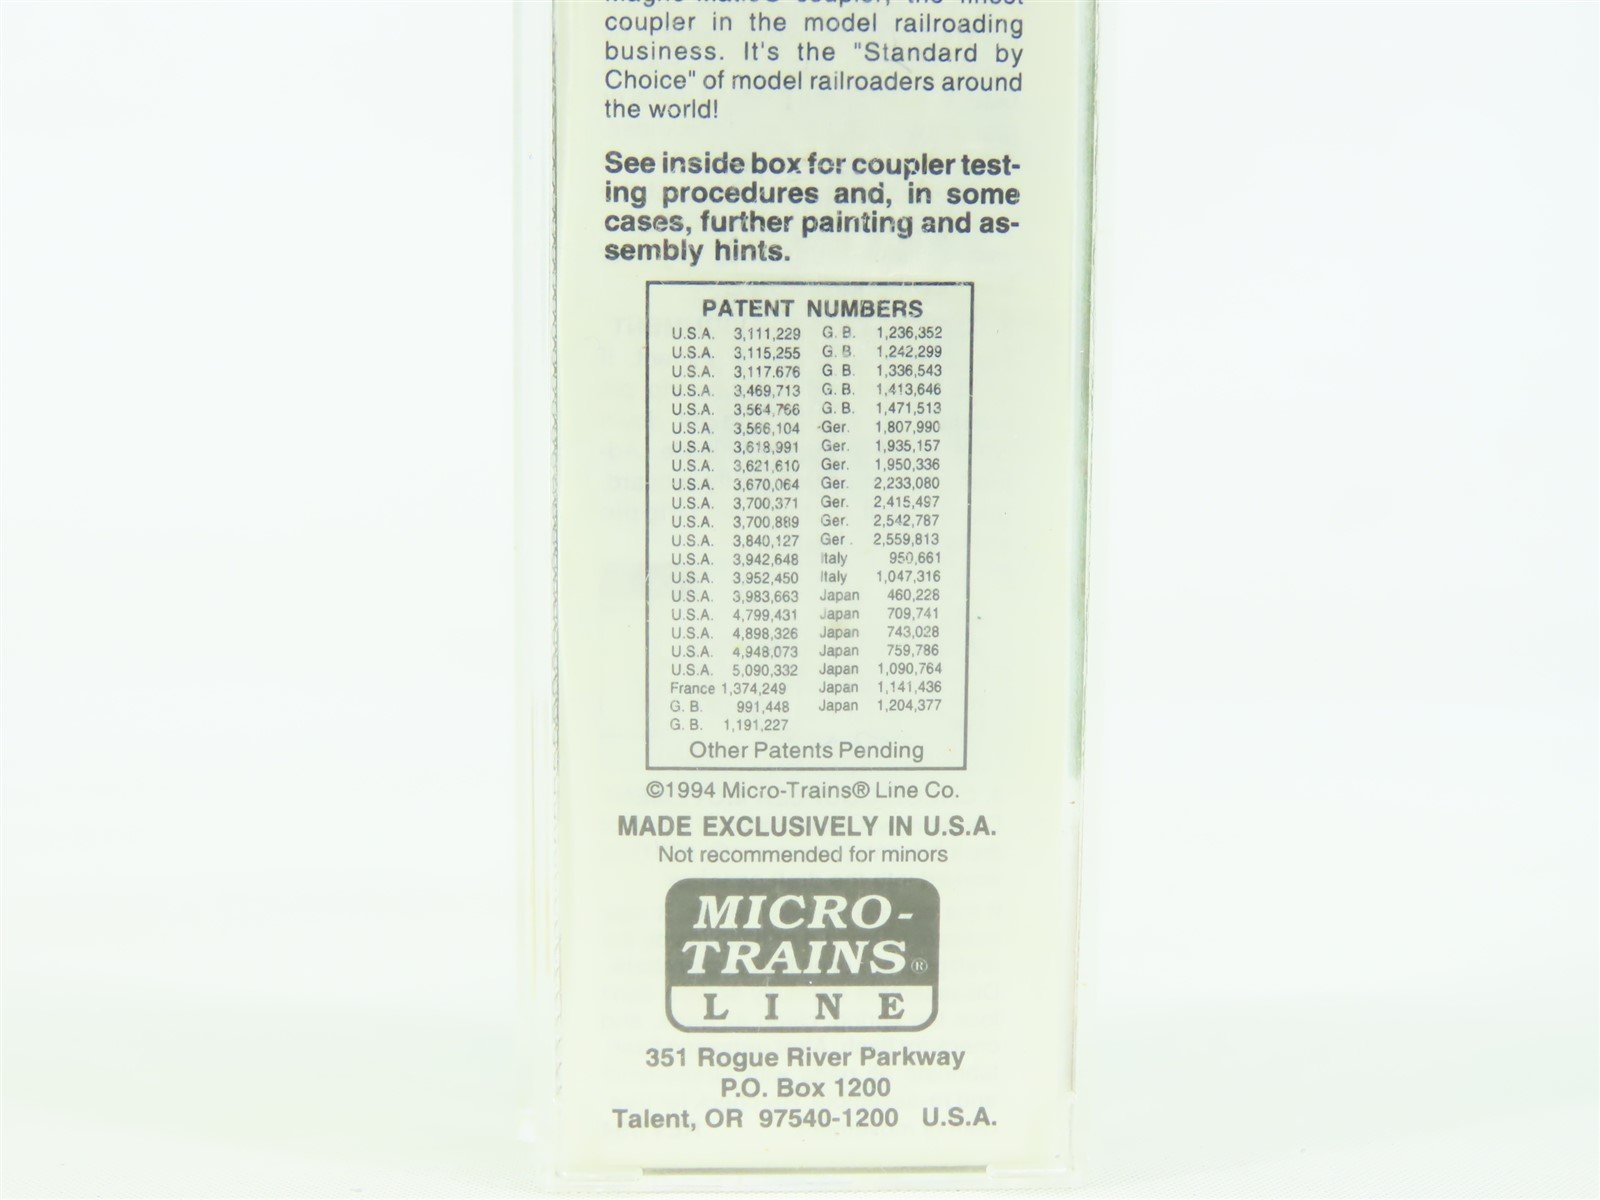 coupler in the model railroading
business. It's the "Standard by
Choice" of model railroaders around
the world!
See inside box for coupler test-
ing procedures and, in some
cases, further painting and as-
sembly hints.
PATENT NUMBERS
U.S.A. 3,111,229 G. B. 1,236,352
U.S.A. 3,115,255 G. B. 1,242,299
U.S.A. 3,117.676 G. B. 1,336,543
U.S.A. 3,469,713 G. B. 1,413,646
U.S.A. 3,564,766 G. B. 1,471,513
U.S.A. 3,566,104 Ger. 1,807,990
U.S.A. 3,618,991 Ger. 1,935,157
U.S.A. 3,621,610 Ger. 1,950,336
U.S.A. 3,670,064 Ger. 2,233,080
U.S.A. 3,700,371 Ger. 2,415,497
U.S.A. 3,700,889 Ger. 2,542,787
U.S.A. 3,840,127 Ger. 2,559,813
U.S.A. 3,942,648 Italy 950,661
U.S.A. 3,952,450 Italy 1,047,316
U.S.A. 3,983,663 Japan 460,228
U.S.A. 4,799,431 Japan 709,741
U.S.A. 4,898,326 Japan 743,028
U.S.A. 4,948,073 Japan 759,786
U.S.A. 5,090,332 Japan 1,090,764
France 1,374,249 Japan 1,141,436
G. B. 991,448 Japan 1,204,377
G. B. 1,191,227
Other Patents Pending
©1994 Micro-Trains® Line Co.
MADE EXCLUSIVELY IN U.S.A.
Not recommended for minors
MICRO-
TRAINS®
LINE
351 Rogue River Parkway
P.O. Box 1200
Talent, OR 97540-1200 U.S.A.